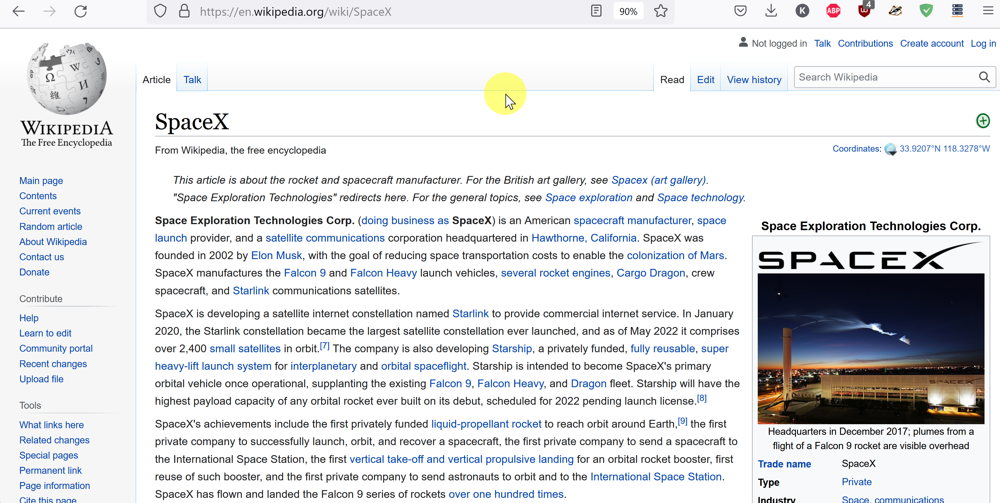 https://en.wikipedia.org/wiki/SpaceX
90%
K
ABP
4
Not logged in Talk Contributions Create account Log in
Article Talk
Read Edit View history
Search Wikipedia
WIKIPEDIA
The Free Encyclopedia
Main page
Contents
Current events
Random article
About Wikipedia
Contact us
Donate
Contribute
Help
Learn to edit
Community portal
Recent changes
Upload file
Tools
What links here
Related changes
Special pages
Permanent link
Page information
Cite this page
SpaceX
From Wikipedia, the free encyclopedia
Coordinates: 33.9207°N 118.3278°W
This article is about the rocket and spacecraft manufacturer. For the British art gallery, see Spacex (art gallery).
"Space Exploration Technologies" redirects here. For the general topics, see Space exploration and Space technology.
Space Exploration Technologies Corp. (doing business as SpaceX) is an American spacecraft manufacturer, space
launch provider, and a satellite communications corporation headquartered in Hawthorne, California. SpaceX was
founded in 2002 by Elon Musk, with the goal of reducing space transportation costs to enable the colonization of Mars.
SpaceX manufactures the Falcon 9 and Falcon Heavy launch vehicles, several rocket engines, Cargo Dragon, crew
spacecraft, and Starlink communications satellites.
SpaceX is developing a satellite internet constellation named Starlink to provide commercial internet service. In January
2020, the Starlink constellation became the largest satellite constellation ever launched, and as of May 2022 it comprises
over 2,400 small satellites in orbit.[7] The company is also developing Starship, a privately funded, fully reusable, super
heavy-lift launch system for interplanetary and orbital spaceflight. Starship is intended to become SpaceX's primary
orbital vehicle once operational, supplanting the existing Falcon 9, Falcon Heavy, and Dragon fleet. Starship will have the
highest payload capacity of any orbital rocket ever built on its debut, scheduled for 2022 pending launch license.[8]
SpaceX's achievements include the first privately funded liquid-propellant rocket to reach orbit around Earth,[9] the first
private company to successfully launch, orbit, and recover a spacecraft, the first private company to send a spacecraft to
the International Space Station, the first vertical take-off and vertical propulsive landing for an orbital rocket booster, first
reuse of such booster, and the first private company to send astronauts to orbit and to the International Space Station.
SpaceX has flown and landed the Falcon 9 series of rockets over one hundred times.
Space Exploration Technologies Corp.
SPACEX
SPACEX
Headquarters in December 2017; plumes from a
flight of a Falcon 9 rocket are visible overhead
Trade name SpaceX
Type Private
Industry Space, communications